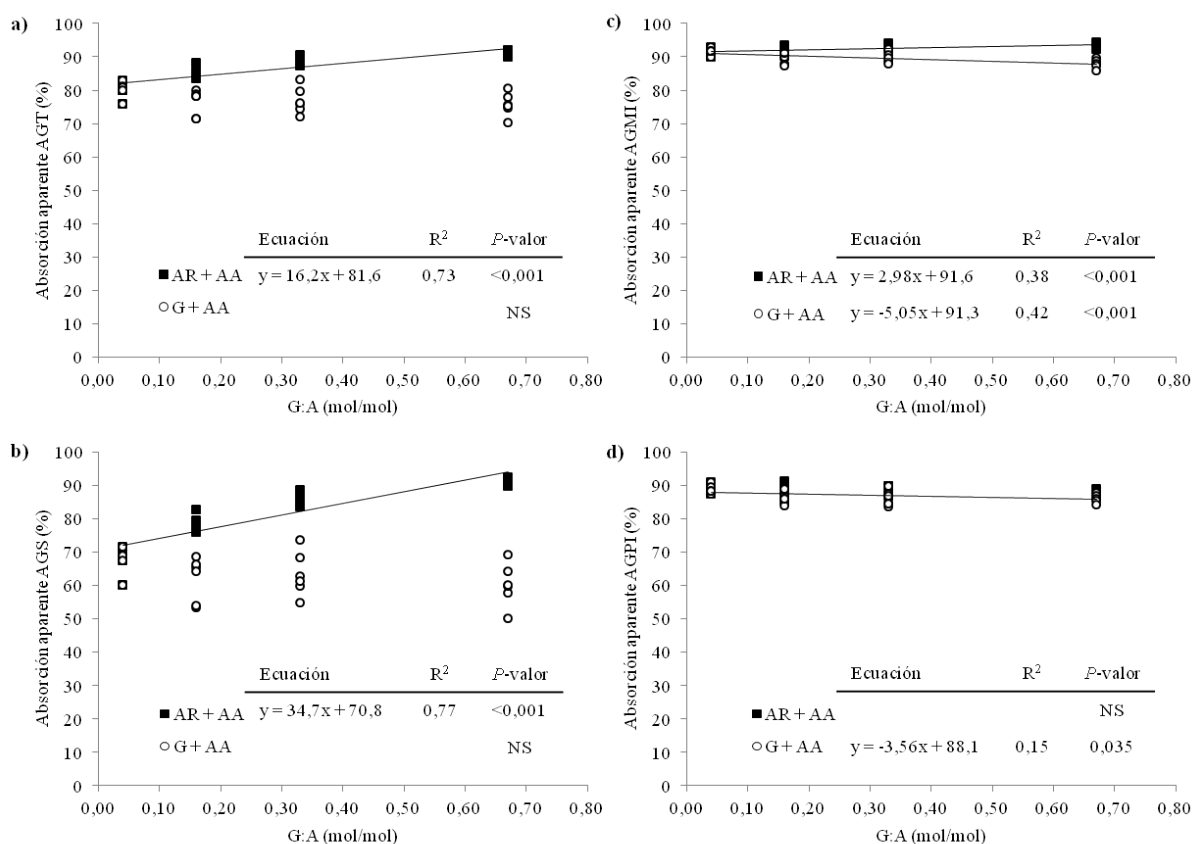 a)
Absorción aparente AGT (%)
100
90
80
70
60
50
40
30
20
10
0
Ecuación R² P-valor
AR + AA y = 16,2x + 81,6 0,73 <0,001
G + AA NS
0,00 0,10 0,20 0,30 0,40 0,50 0,60 0,70 0,80
G:A (mol/mol)
c)
Absorción aparente AGMI (%)
100
90
80
70
60
50
40
30
20
10
0
Ecuación R² P-valor
AR + AA y = 2,98x + 91,6 0,38 <0,001
G + AA y = -5,05x + 91,3 0,42 <0,001
0,00 0,10 0,20 0,30 0,40 0,50 0,60 0,70 0,80
G:A (mol/mol)
b)
Absorción aparente AGS (%)
100
90
80
70
60
50
40
30
20
10
0
Ecuación R² P-valor
AR + AA y = 34,7x + 70,8 0,77 <0,001
G + AA NS
0,00 0,10 0,20 0,30 0,40 0,50 0,60 0,70 0,80
G:A (mol/mol)
d)
Absorción aparente AGPI (%)
100
90
80
70
60
50
40
30
20
10
0
Ecuación R² P-valor
AR + AA NS
G + AA y = -3,56x + 88,1 0,15 0,035
0,00 0,10 0,20 0,30 0,40 0,50 0,60 0,70 0,80
G:A (mol/mol)